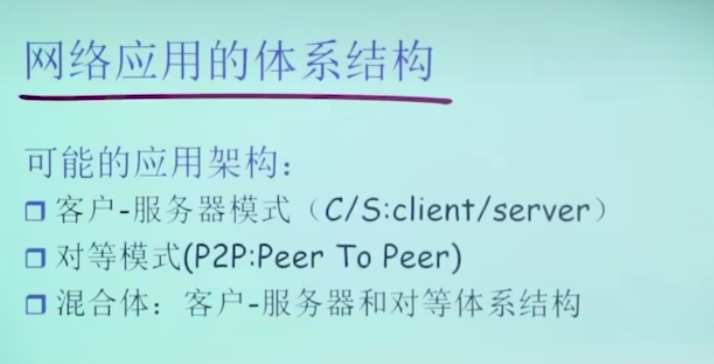 网络应用的体系结构
可能的应用架构：
客户-服务器模式（C/S:client/server）
对等模式(P2P:Peer To Peer)
混合体：客户-服务器和对等体系结构